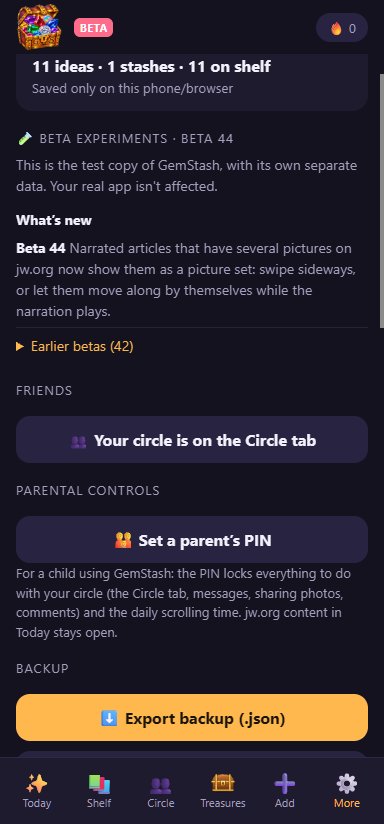 BETA
0
11 ideas · 1 stashes · 11 on shelf
Saved only on this phone/browser
BETA EXPERIMENTS · BETA 44
This is the test copy of GemStash, with its own separate
data. Your real app isn't affected.
What's new
Beta 44 Narrated articles that have several pictures on
jw.org now show them as a picture set: swipe sideways,
or let them move along by themselves while the
narration plays.
Earlier betas (42)
FRIENDS
Your circle is on the Circle tab
PARENTAL CONTROLS
Set a parent's PIN
For a child using GemStash: the PIN locks everything to do
with your circle (the Circle tab, messages, sharing photos,
comments) and the daily scrolling time. jw.org content in
Today stays open.
BACKUP
Export backup (.json)
Today
Shelf
Circle
Treasures
Add
More